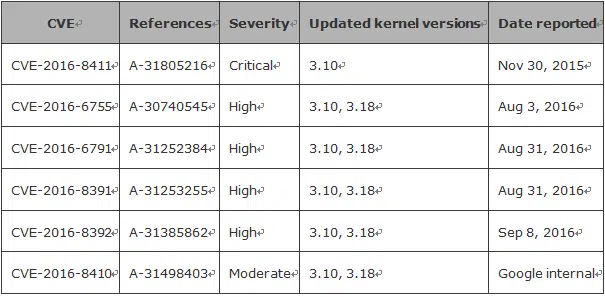 CVE References Severity Updated kernel versions Date reported
CVE-2016-8411 A-31805216 Critical 3.10 Nov 30, 2015
CVE-2016-6755 A-30740545 High 3.10, 3.18 Aug 3, 2016
CVE-2016-6791 A-31252384 High 3.10, 3.18 Aug 31, 2016
CVE-2016-8391 A-31253255 High 3.10, 3.18 Aug 31, 2016
CVE-2016-8392 A-31385862 High 3.10, 3.18 Sep 8, 2016
CVE-2016-8410 A-31498403 Moderate 3.10, 3.18 Google internal